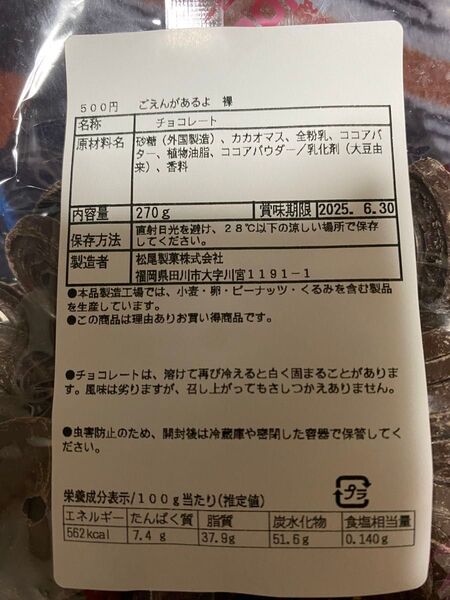 500円 ごえんがあるよ 裸
名称 チョコレート
原材料名 砂糖（外国製造）、カカオマス、全粉乳、ココアバ
ター、植物油脂、ココアパウダー／乳化剤（大豆由
来）、香料
内容量 270g 賞味期限 2025. 6.30
保存方法 直射日光を避け、28℃以下の涼しい場所で保存
してください。
製造者 松尾製菓株式会社
福岡県田川市大字川宮1191-1
●本品製造工場では、小麦・卵・ピーナッツ・くるみを含む製品
を生産しています。
●この商品は理由ありお買い得商品です。
●チョコレートは、溶けて再び冷えると白く固まることがありま
す。風味は劣りますが、召し上がってもさしつかえありません。
●虫害防止のため、開封後は冷蔵庫や密閉した容器で保管してく
ださい。
プラ
栄養成分表示／100g当たり(推定値)
エネルギー たんぱく質 脂質 炭水化物 食塩相当量
562kcal 7.4 g 37.9g 51.6g 0.140g